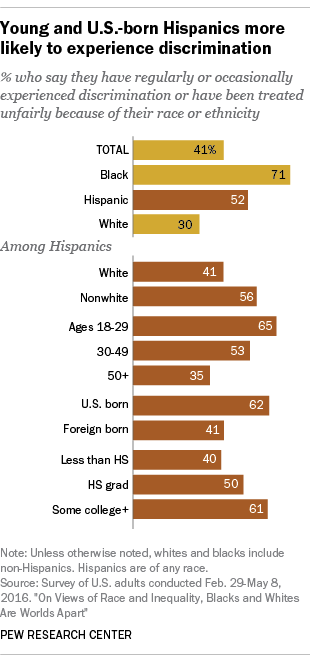 Young and U.S.-born Hispanics more
likely to experience discrimination
% who say they have regularly or occasionally
experienced discrimination or have been treated
unfairly because of their race or ethnicity
TOTAL 41%
Black 71
Hispanic 52
White 30
Among Hispanics
White 41
Nonwhite 56
Ages 18-29 65
30-49 53
50+ 35
U.S. born 62
Foreign born 41
Less than HS 40
HS grad 50
Some college+ 61
Note: Unless otherwise noted, whites and blacks include
non-Hispanics. Hispanics are of any race.
Source: Survey of U.S. adults conducted Feb. 29-May 8,
2016. "On Views of Race and Inequality, Blacks and Whites
Are Worlds Apart"
PEW RESEARCH CENTER